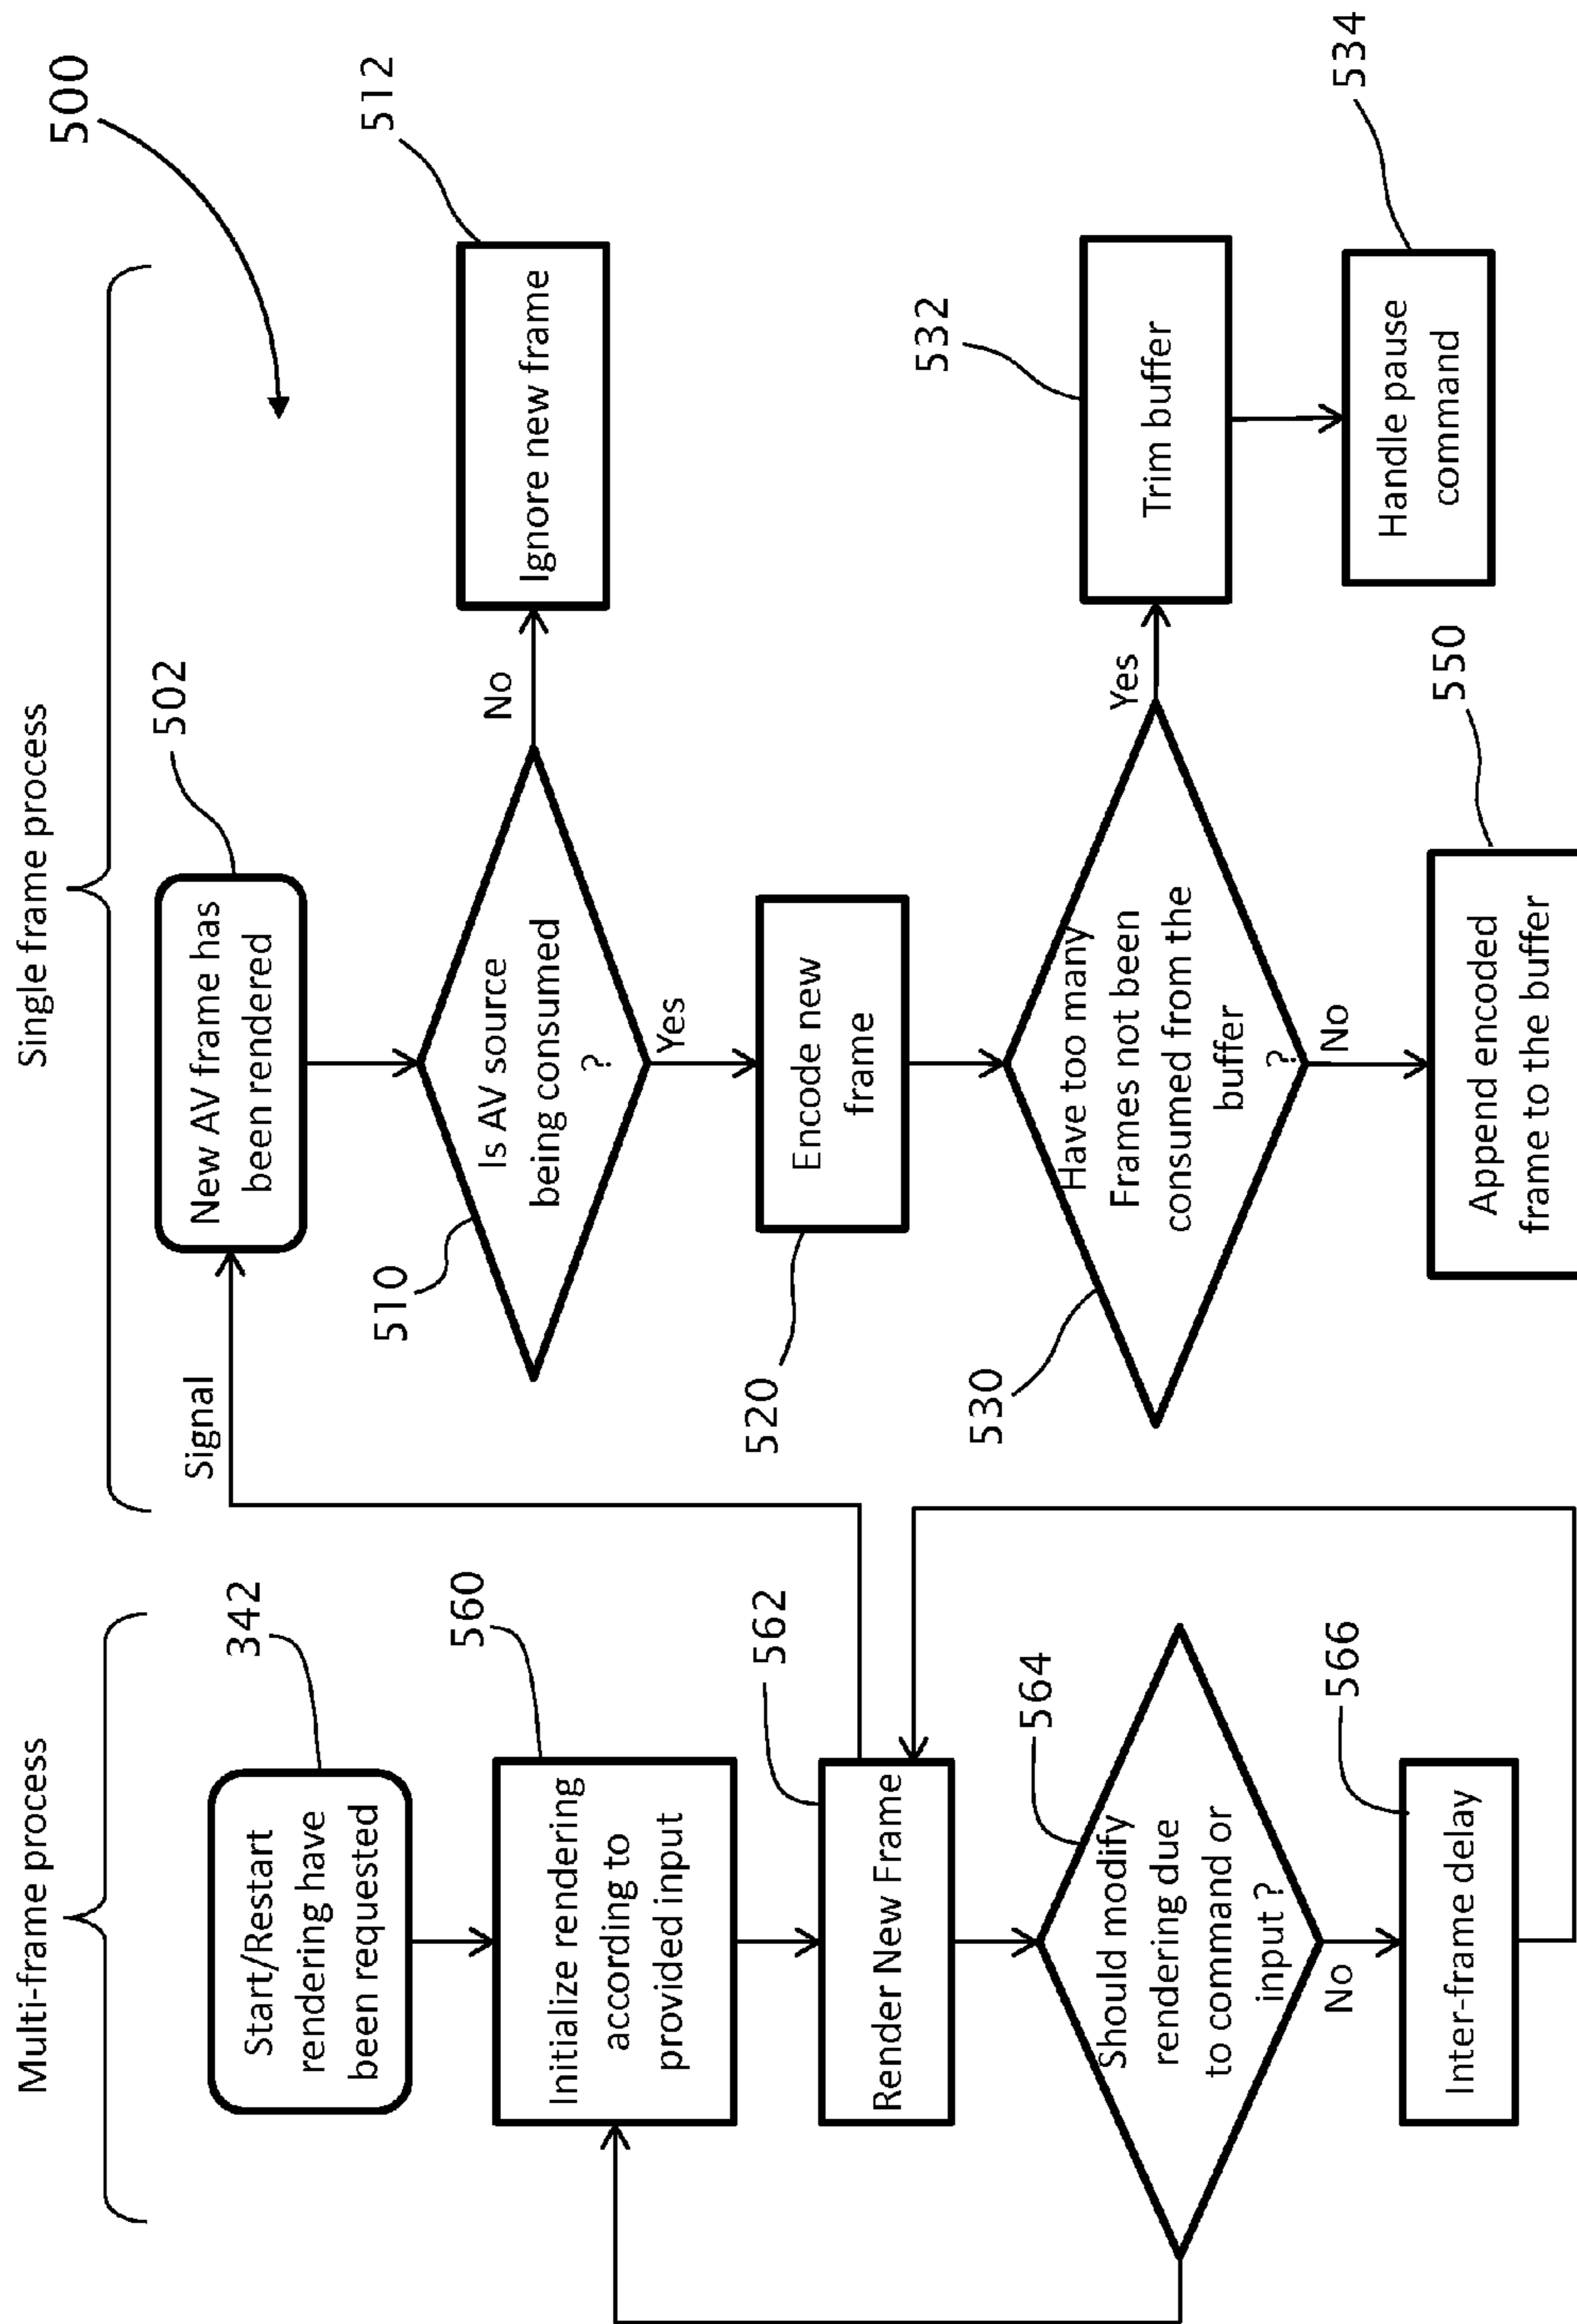 Multi-frame process
Single frame process
500
342
Start/Restart
rendering have
been requested
560
Initialize rendering
according to
provided input
562
Render New Frame
564
Should modify
rendering due
to command or
input ?
No
566
Inter-frame delay
Signal
502
New AV frame has
been rendered
510
Is AV source
being consumed
?
No
512
Ignore new frame
Yes
520
Encode new
frame
530
Have too many
Frames not been
consumed from the
buffer
?
Yes
532
Trim buffer
534
Handle pause
command
No
550
Append encoded
frame to the buffer